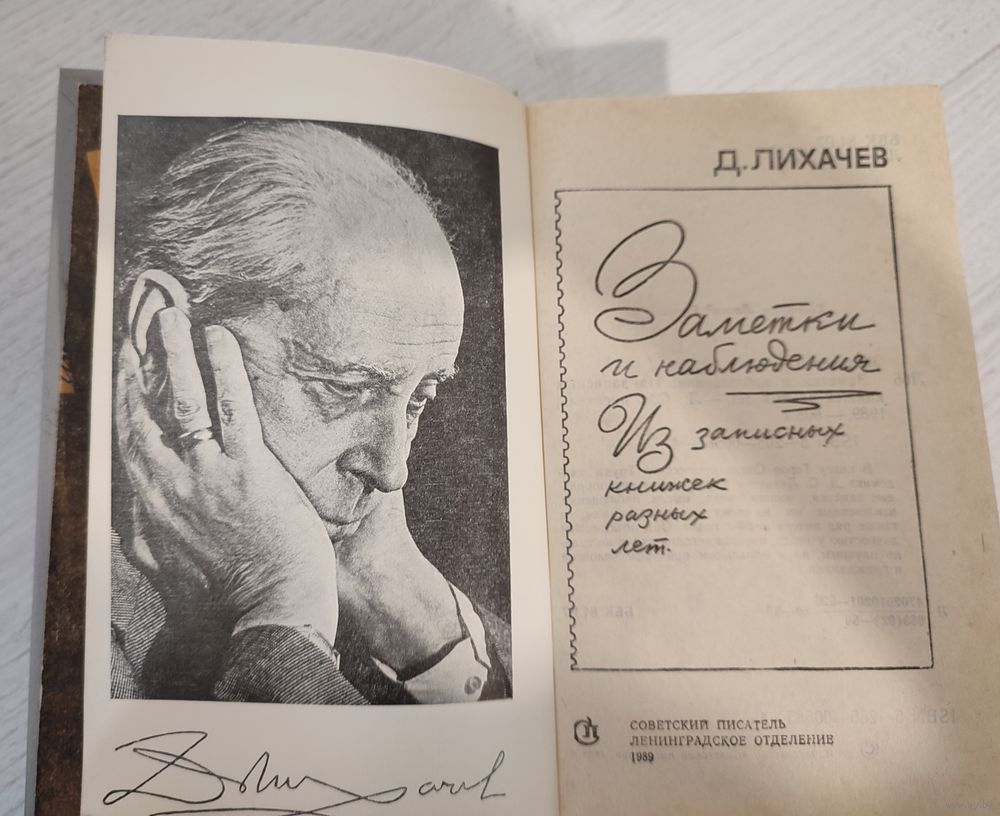 Д. ЛИХАЧЕВ
Заметки
и наблюдения
Из записных
книжек
разных
лет.
СОВЕТСКИЙ ПИСАТЕЛЬ
ЛЕНИНГРАДСКОЕ ОТДЕЛЕНИЕ
1989